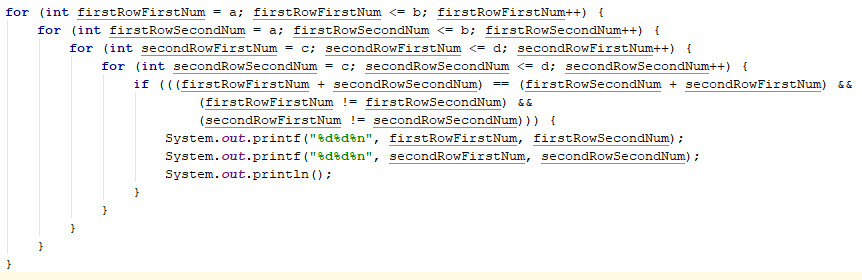 for (int firstRowFirstNum = a; firstRowFirstNum <= b; firstRowFirstNum++) {
for (int firstRowSecondNum = a; firstRowSecondNum <= b; firstRowSecondNum++) {
for (int secondRowFirstNum = c; secondRowFirstNum <= d; secondRowFirstNum++) {
for (int secondRowSecondNum = c; secondRowSecondNum <= d; secondRowSecondNum++) {
if (((firstRowFirstNum + secondRowSecondNum) == (firstRowSecondNum + secondRowFirstNum) &&
(firstRowFirstNum != firstRowSecondNum) &&
(secondRowFirstNum != secondRowSecondNum))) {
System.out.printf("%d%d%n", firstRowFirstNum, firstRowSecondNum);
System.out.printf("%d%d%n", secondRowFirstNum, secondRowSecondNum);
System.out.println();
}
}
}
}
}